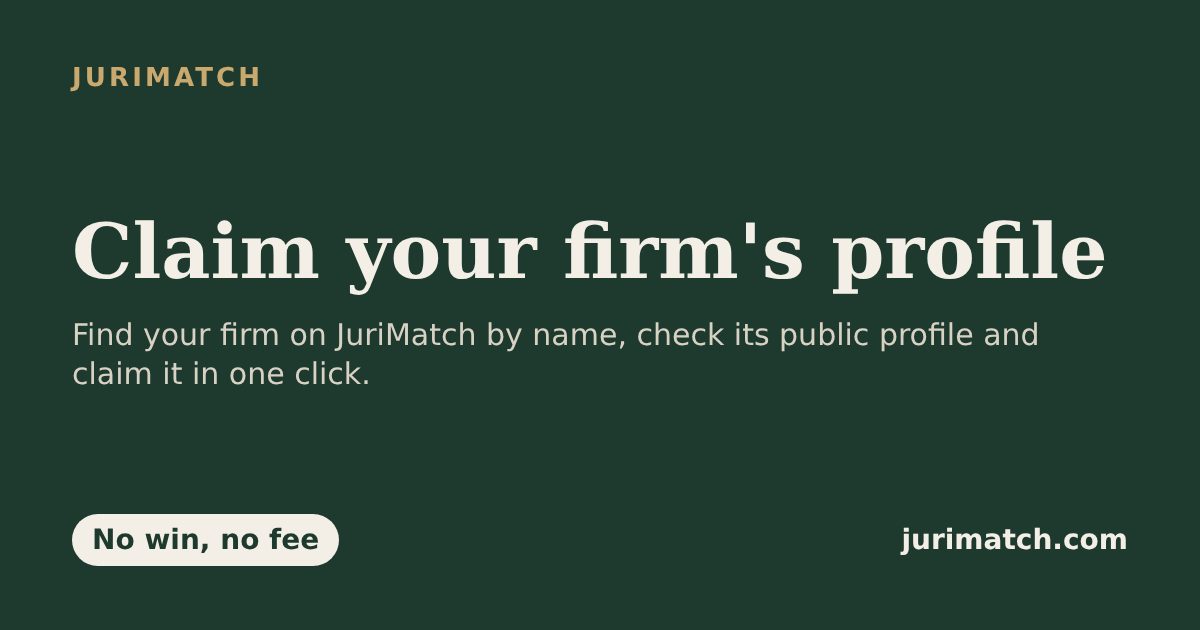 JURIMATCH
Claim your firm's profile
Find your firm on JuriMatch by name, check its public profile and
claim it in one click.
No win, no fee
jurimatch.com